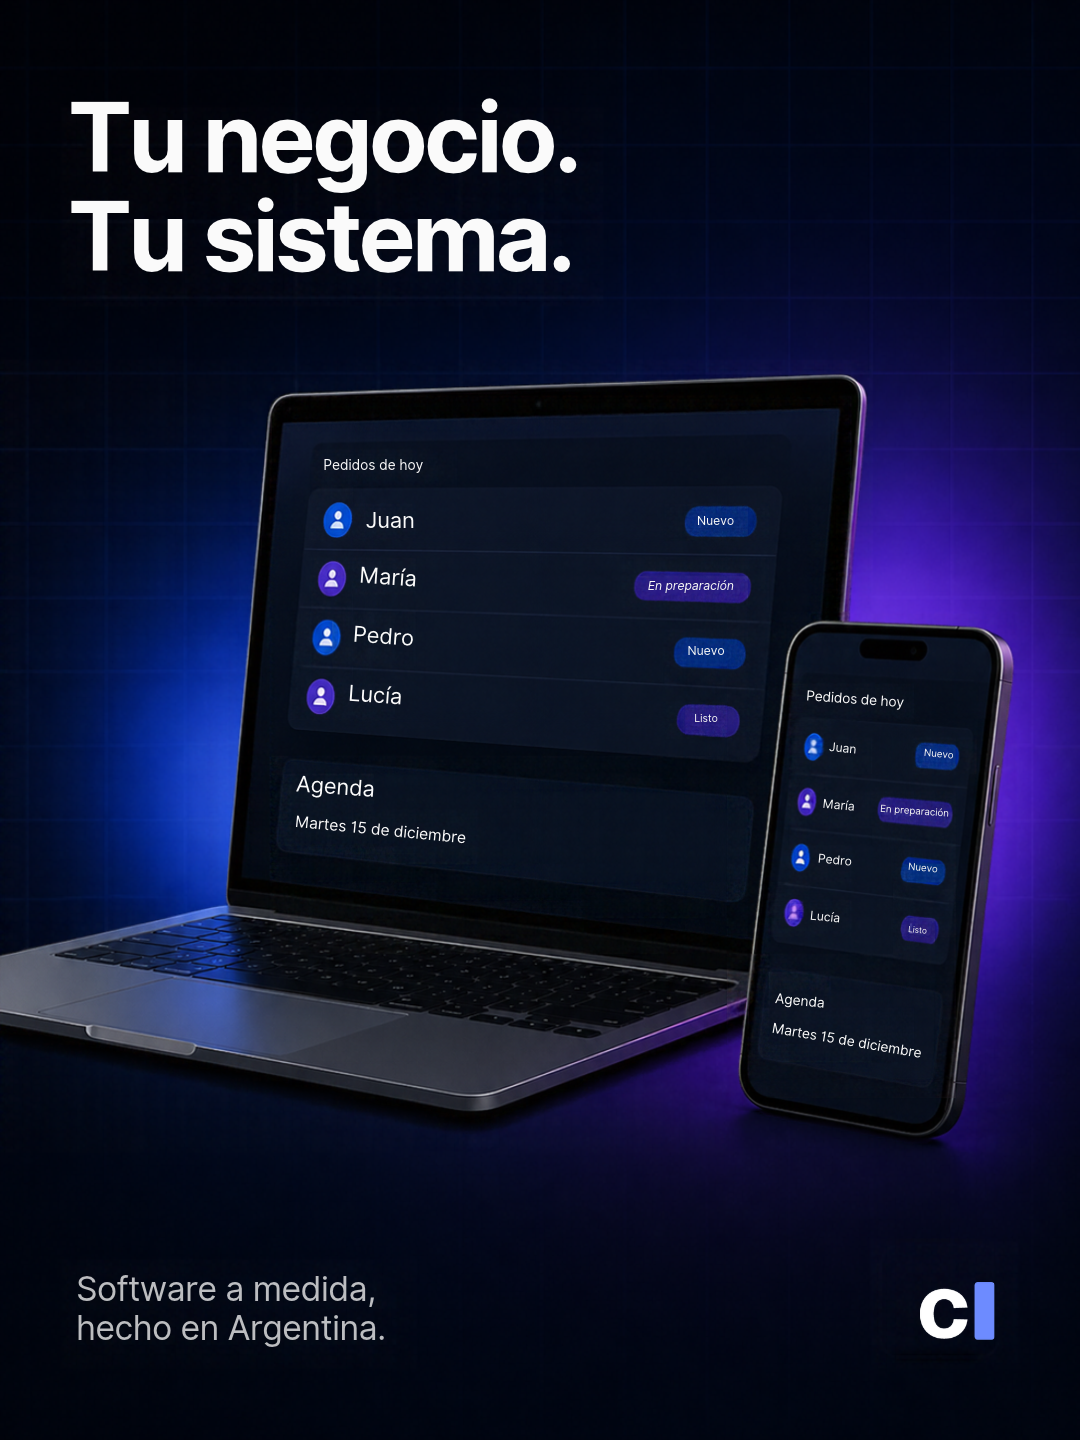 Tu negocio.
Tu sistema.
Pedidos de hoy
Juan
Nuevo
María
En preparación
Pedro
Nuevo
Lucía
Listo
Agenda
Martes 15 de diciembre
Pedidos de hoy
Juan
Nuevo
María
En preparación
Pedro
Nuevo
Lucía
Listo
Agenda
Martes 15 de diciembre
Software a medida,
hecho en Argentina.
c